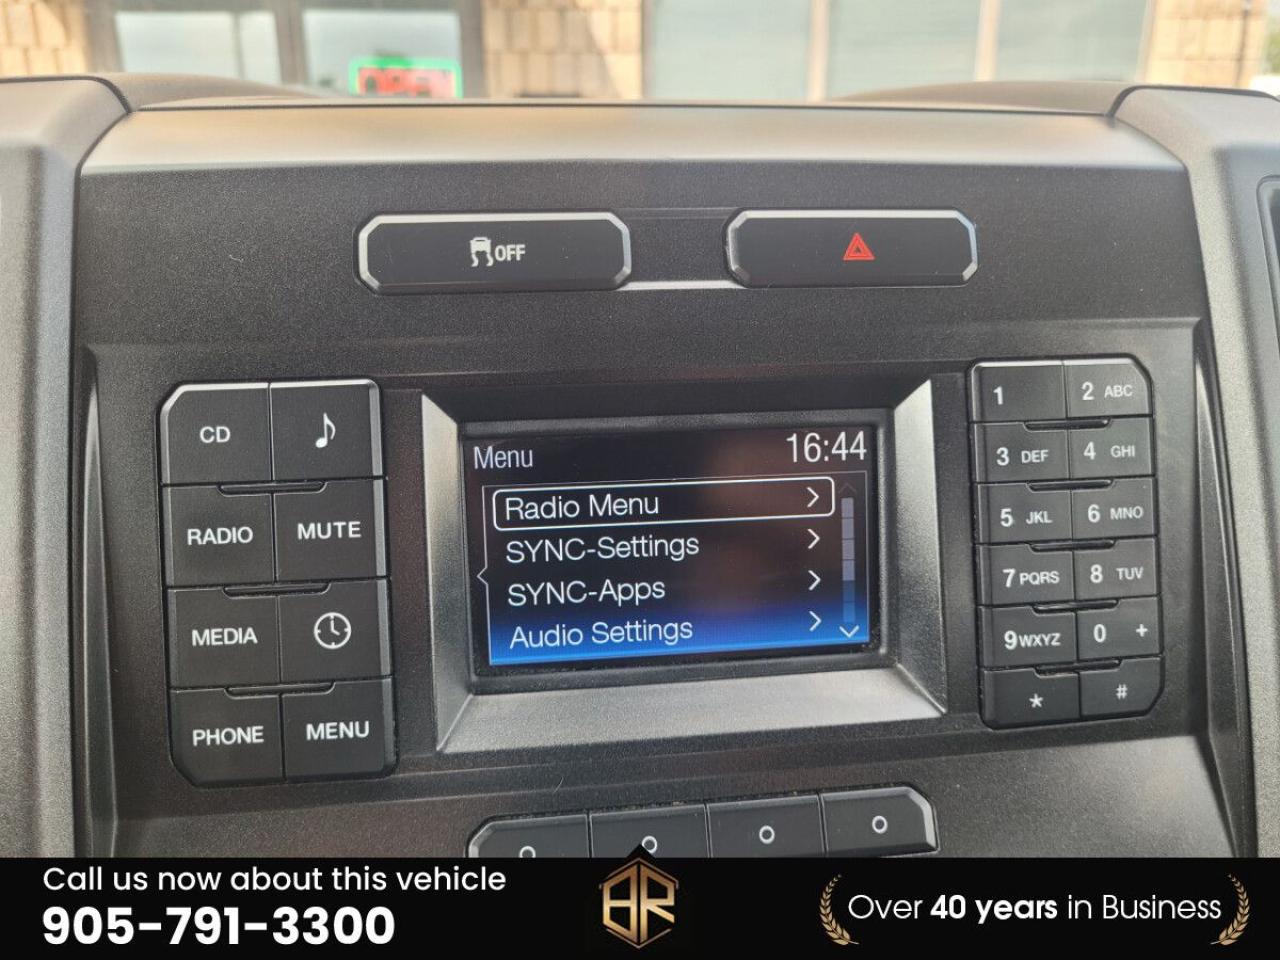 OPEN
OFF
CD
RADIO
MUTE
MEDIA
PHONE
MENU
Menu
16:44
Radio Menu
SYNC-Settings
SYNC-Apps
Audio Settings
1
2 ABC
3 DEF
4 GHI
5 JKL
6 MNO
7 PQRS
8 TUV
9 WXYZ
0 +
*
#
Call us now about this vehicle
905-791-3300
BR
Over 40 years in Business